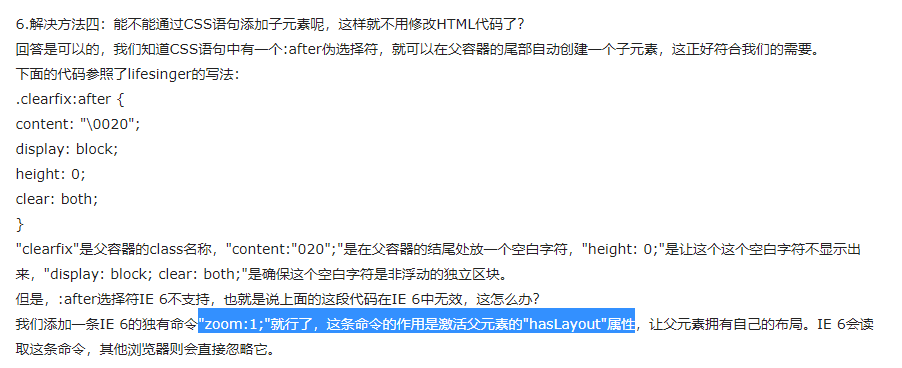 6.解决方法四：能不能通过CSS语句添加子元素呢，这样就不用修改HTML代码了?
回答是可以的，我们知道CSS语句中有一个:after伪选择符，就可以在父容器的尾部自动创建一个子元素，这正好符合我们的需要。
下面的代码参照了lifesinger的写法：
.clearfix:after {
content: "\0020";
display: block;
height: 0;
clear: both;
}
"clearfix"是父容器的class名称，"content:"020";"是在父容器的结尾处放一个空白字符，"height: 0;"是让这个这个空白字符不显示出
来，"display: block; clear: both;"是确保这个空白字符是非浮动的独立区块。
但是，:after选择符IE 6不支持，也就是说上面的这段代码在IE 6中无效，这怎么办?
我们添加一条IE 6的独有命令"zoom:1;"就行了，这条命令的作用是激活父元素的"hasLayout"属性，让父元素拥有自己的布局。IE 6会读
取这条命令，其他浏览器则会直接忽略它。